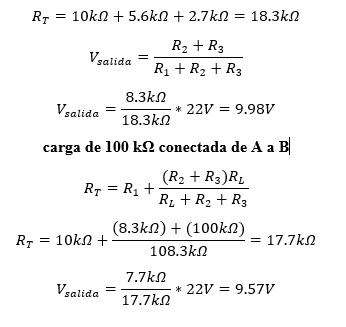 R_T = 10kΩ + 5.6kΩ + 2.7kΩ = 18.3kΩ
V_salida = (R_2 + R_3)/(R_1 + R_2 + R_3)
V_salida = 8.3kΩ/18.3kΩ * 22V = 9.98V
carga de 100 kΩ conectada de A a B
R_T = R_1 + ((R_2 + R_3)R_L)/(R_L + R_2 + R_3)
R_T = 10kΩ + ((8.3kΩ) + (100kΩ))/108.3kΩ = 17.7kΩ
V_salida = 7.7kΩ/17.7kΩ * 22V = 9.57V